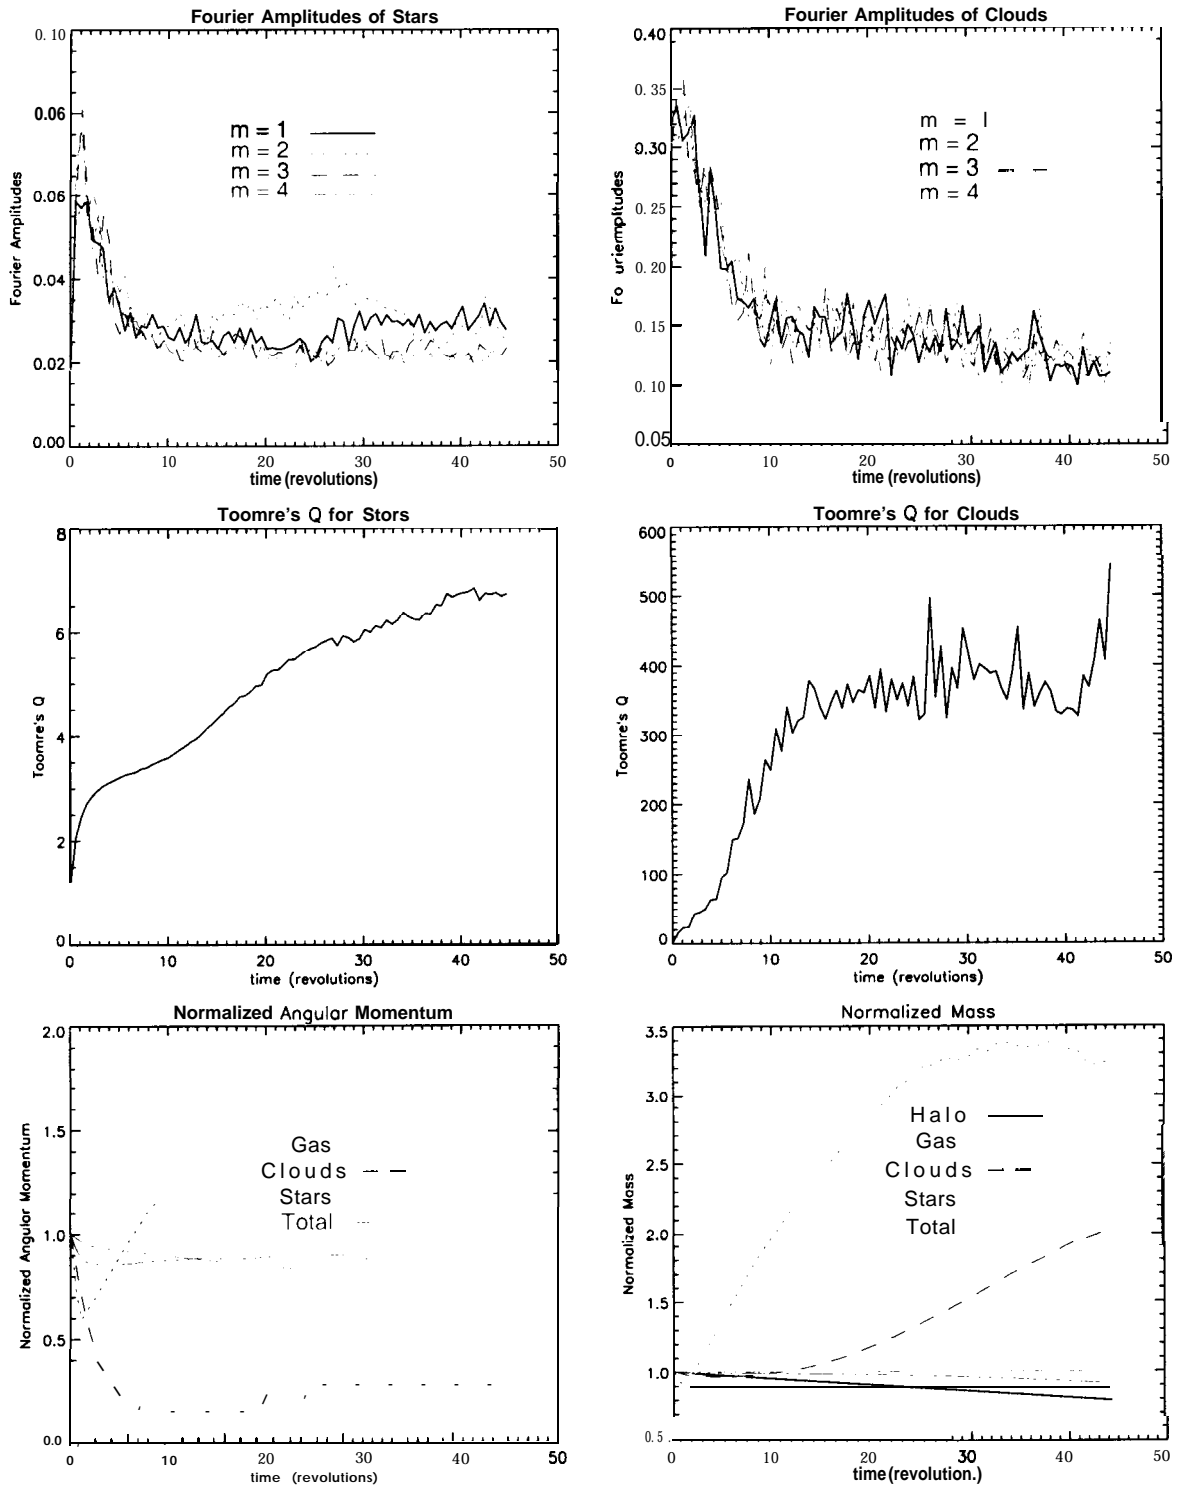 Fourier Amplitudes of Stars
0.10
0.06
0.06
0.04
0.02
0.00
Fourier Amplitudes
m = 1
m = 2
m = 3
m = 4
0 10 20 30 40 50
time (revolutions)
Fourier Amplitudes of Clouds
0.40
0.35
0.30
0.25
0.20
0.15
0.10
0.05
Fo uriermplitudes
m = l
m = 2
m = 3
m = 4
0 10 20 30 40 50
time (revolutions)
Toomre's Q for Stors
8
6
4
2
0
Toomre's Q
0 10 20 30 40 50
time (revolutions)
Toomre's Q for Clouds
600
500
400
300
200
100
0
Toomre's Q
0 10 20 30 40 50
time (revolutions)
Normalized Angular Momentum
2.0
1.5
1.0
0.5
0.0
Normalized Angular Momentum
Gas
Clouds
Stars
Total
0 10 20 30 40 50
time (revolutions)
Normalized Mass
3.5
3.0
2.5
2.0
1.5
1.0
0.5
Normalized Mass
Halo
Gas
Clouds
Stars
Total
0 10 20 30 40 50
time (revolution.)